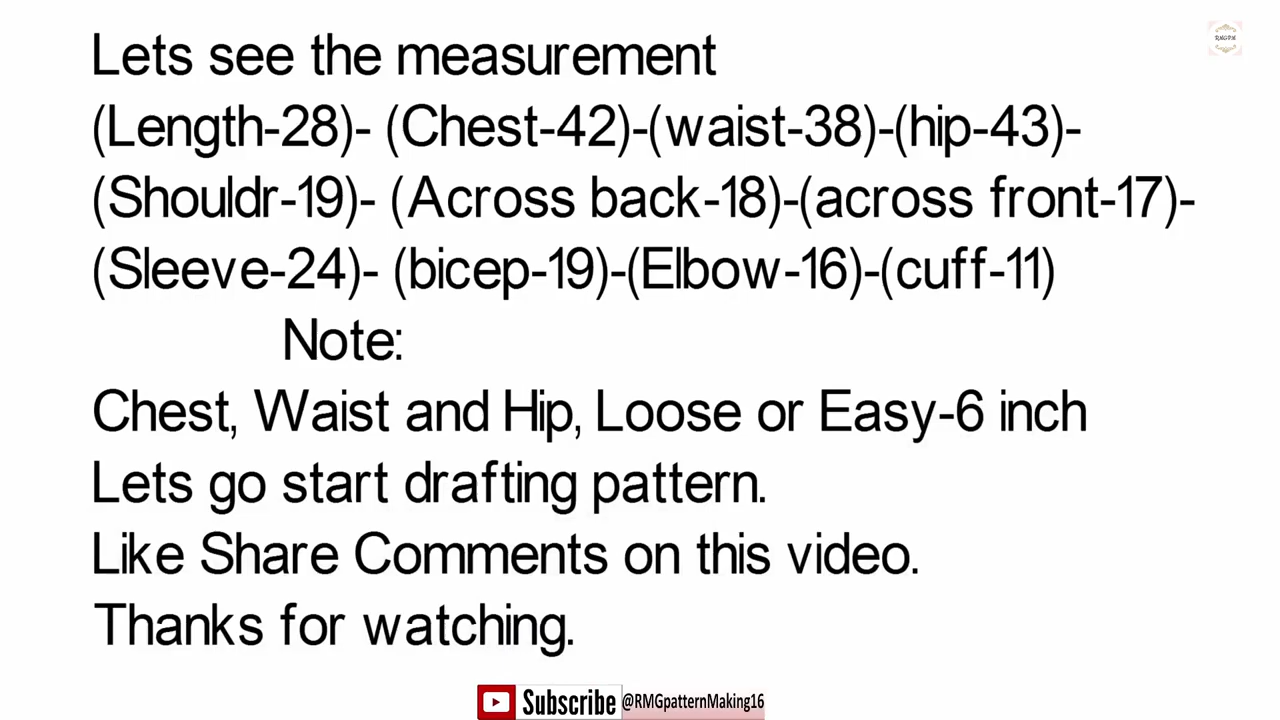 Lets see the measurement
(Length-28)- (Chest-42)-(waist-38)-(hip-43)-
(Shouldr-19)- (Across back-18)-(across front-17)-
(Sleeve-24)- (bicep-19)-(Elbow-16)-(cuff-11)
Note:
Chest, Waist and Hip, Loose or Easy-6 inch
Lets go start drafting pattern.
Like Share Comments on this video.
Thanks for watching.
Subscribe @RMGpatternMaking16
RMGPM